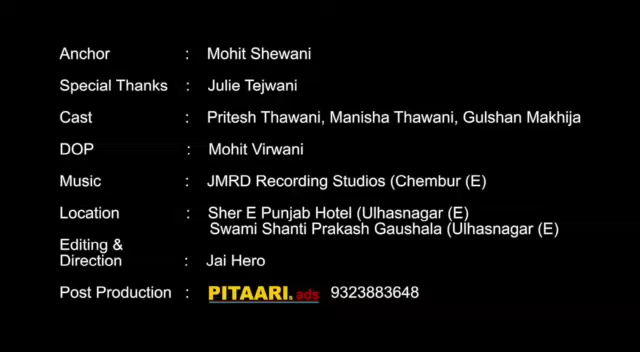 Anchor : Mohit Shewani
Special Thanks : Julie Tejwani
Cast : Pritesh Thawani, Manisha Thawani, Gulshan Makhija
DOP : Mohit Virwani
Music : JMRD Recording Studios (Chembur (E)
Location : Sher E Punjab Hotel (Ulhasnagar (E)
Swami Shanti Prakash Gaushala (Ulhasnagar (E)
Editing &
Direction : Jai Hero
Post Production : PITAARI.ads 9323883648